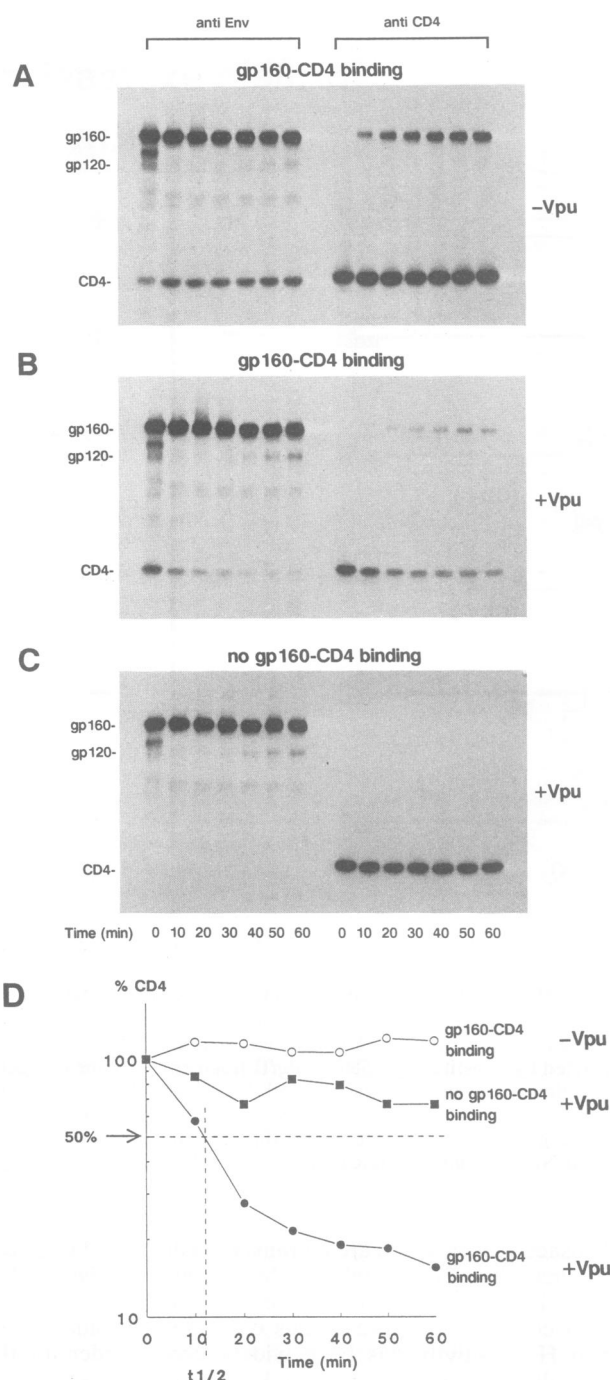 anti Env anti CD4
A gp160-CD4 binding
gp160-
gp120-
–Vpu
CD4-
B gp160-CD4 binding
gp160-
gp120-
+Vpu
CD4-
C no gp160-CD4 binding
gp160-
gp120-
+Vpu
CD4-
Time (min) 0 10 20 30 40 50 60 0 10 20 30 40 50 60
D % CD4
gp160-CD4 binding –Vpu
100
no gp160-CD4 binding +Vpu
50%
gp160-CD4 binding +Vpu
10
0 10 20 30 40 50 60
Time (min)
t1/2